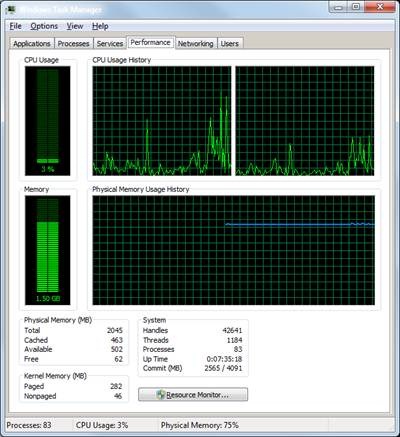 Windows Task Manager
File Options View Help
Applications Processes Services Performance Networking Users
CPU Usage
CPU Usage History
3 %
Memory
Physical Memory Usage History
1.50 GB
Physical Memory (MB)
Total 2045
Cached 463
Available 502
Free 62
Kernel Memory (MB)
Paged 282
Nonpaged 46
System
Handles 42641
Threads 1184
Processes 83
Up Time 0:07:35:18
Commit (MB) 2565 / 4091
Resource Monitor...
Processes: 83 CPU Usage: 3% Physical Memory: 75%